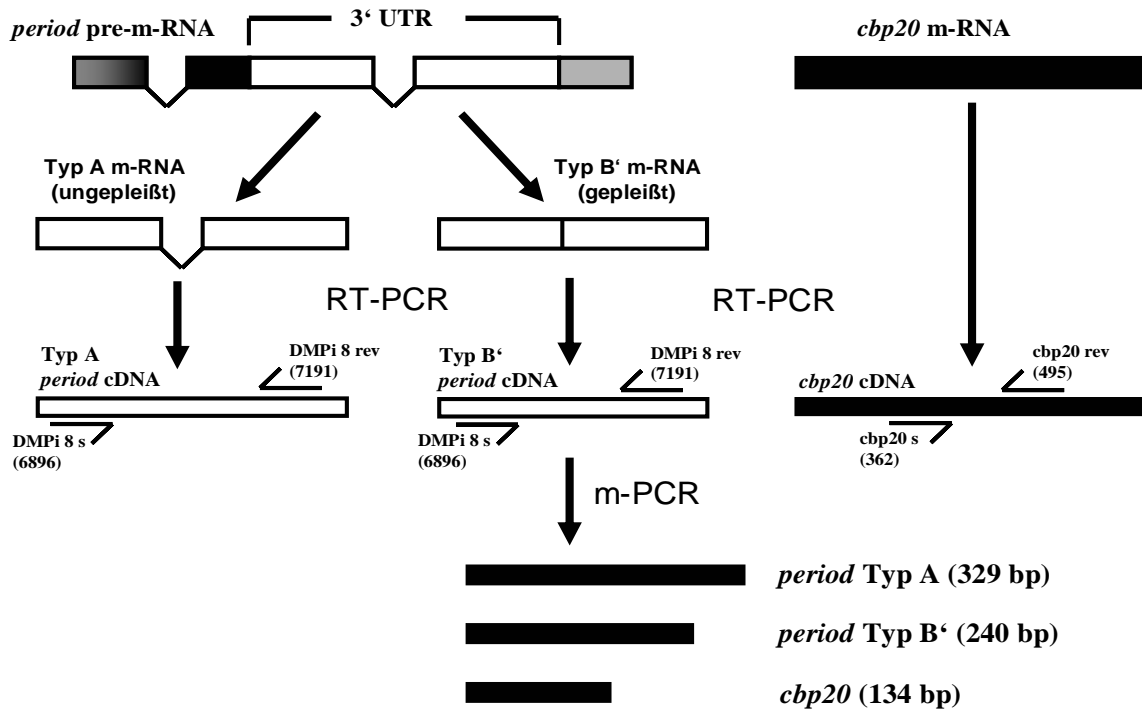 period pre-m-RNA
3‘ UTR
cbp20 m-RNA
Typ A m-RNA
(ungepleißt)
Typ B‘ m-RNA
(gepleißt)
RT-PCR
RT-PCR
Typ A
period cDNA
DMPi 8 rev
(7191)
DMPi 8 s
(6896)
Typ B‘
period cDNA
DMPi 8 rev
(7191)
DMPi 8 s
(6896)
cbp20 cDNA
cbp20 rev
(495)
cbp20 s
(362)
m-PCR
period Typ A (329 bp)
period Typ B‘ (240 bp)
cbp20 (134 bp)